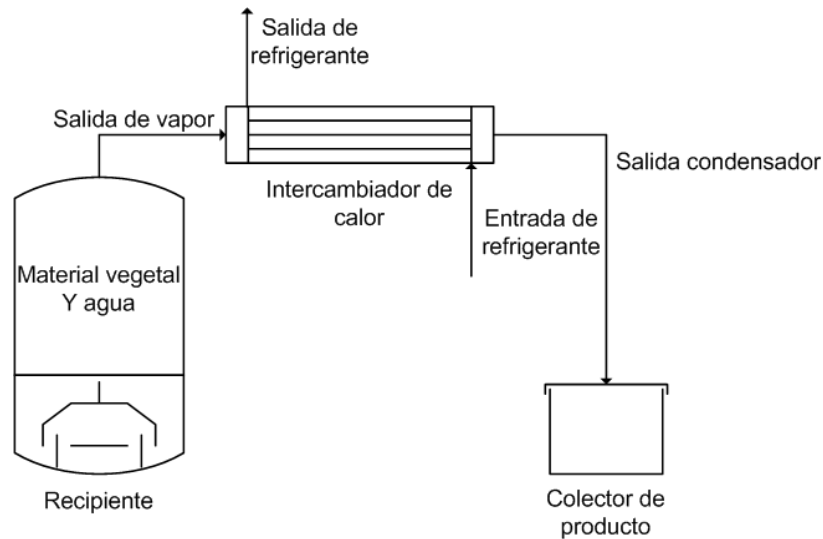 Salida de
refrigerante
Salida de vapor
Intercambiador de
calor
Entrada de
refrigerante
Salida condensador
Material vegetal
Y agua
Recipiente
Colector de
producto